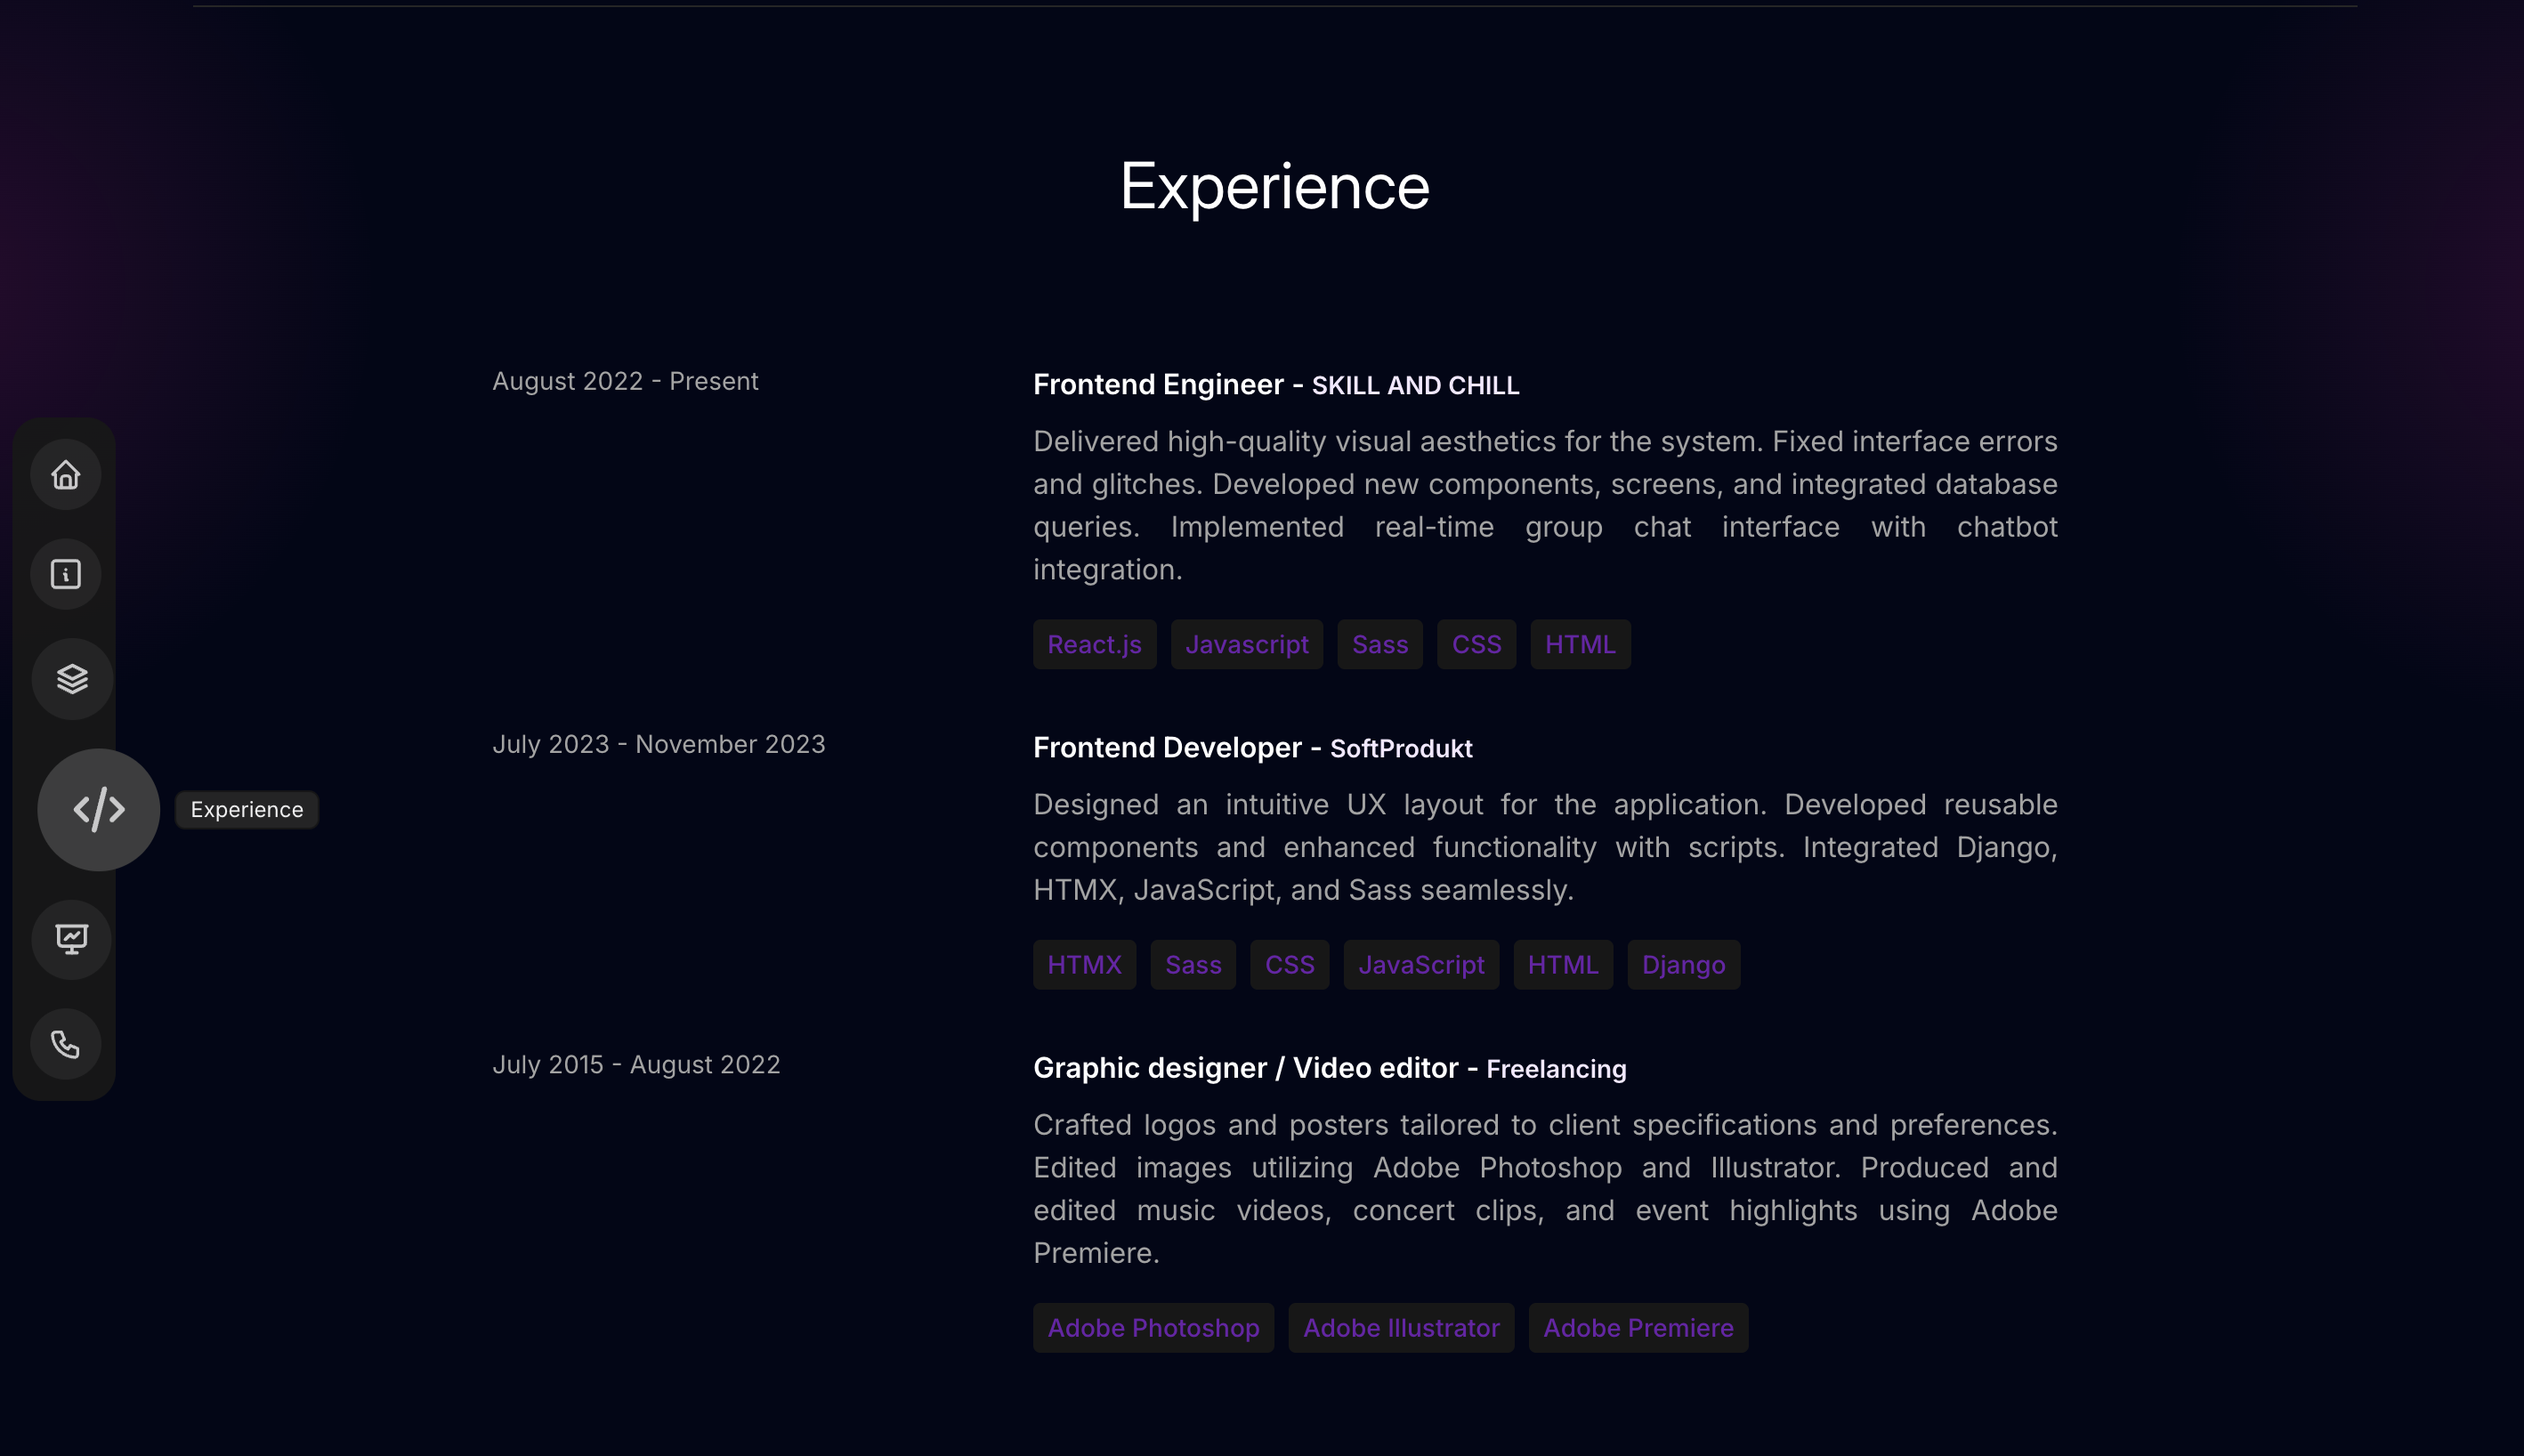 Experience
August 2022 - Present
Frontend Engineer - SKILL AND CHILL
Delivered high-quality visual aesthetics for the system. Fixed interface errors
and glitches. Developed new components, screens, and integrated database
queries. Implemented real-time group chat interface with chatbot
integration.
React.js Javascript Sass CSS HTML
July 2023 - November 2023
Frontend Developer - SoftProdukt
Designed an intuitive UX layout for the application. Developed reusable
components and enhanced functionality with scripts. Integrated Django,
HTMX, JavaScript, and Sass seamlessly.
HTMX Sass CSS JavaScript HTML Django
July 2015 - August 2022
Graphic designer / Video editor - Freelancing
Crafted logos and posters tailored to client specifications and preferences.
Edited images utilizing Adobe Photoshop and Illustrator. Produced and
edited music videos, concert clips, and event highlights using Adobe
Premiere.
Adobe Photoshop Adobe Illustrator Adobe Premiere
Experience